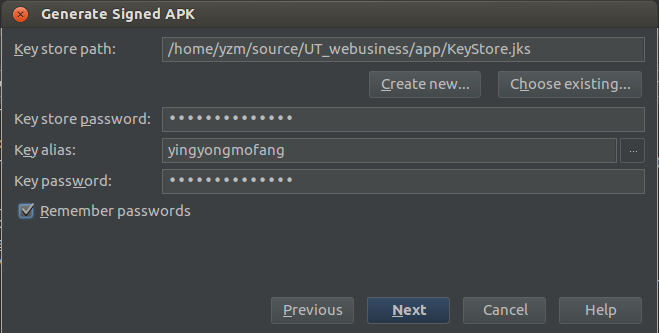 Generate Signed APK
Key store path: /home/yzm/source/UT_webusiness/app/KeyStore.jks
Create new... Choose existing...
Key store password: ••••••••••••••
Key alias: yingyongmofang ...
Key password: ••••••••••••••
Remember passwords
Previous Next Cancel Help